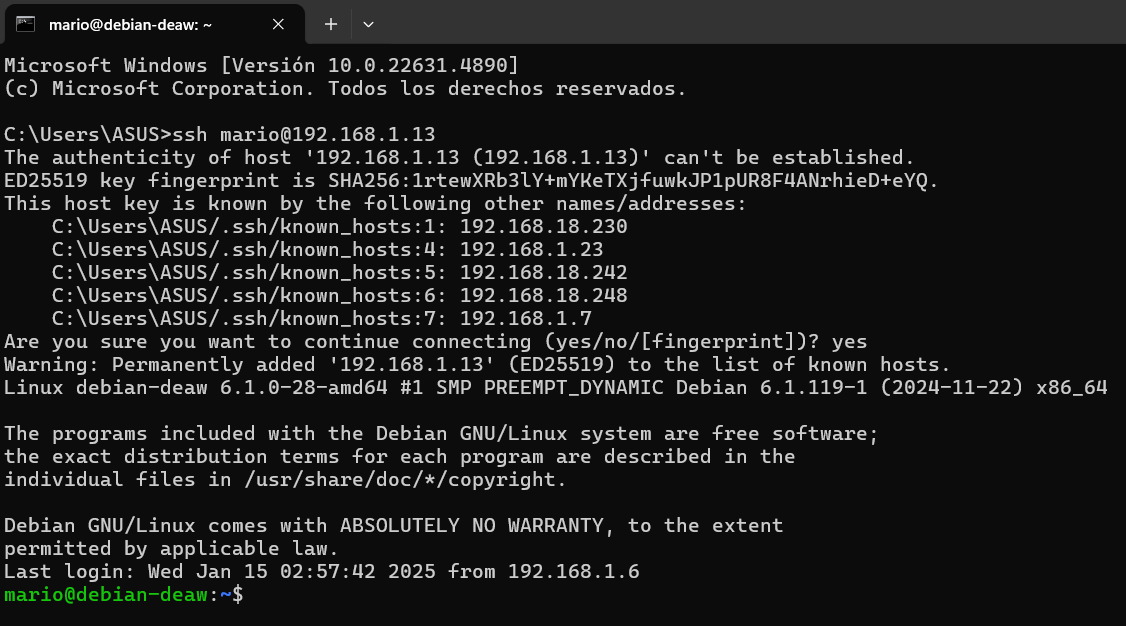 mario@debian-deaw: ~
Microsoft Windows [Versión 10.0.22631.4890]
(c) Microsoft Corporation. Todos los derechos reservados.
C:\Users\ASUS>ssh mario@192.168.1.13
The authenticity of host '192.168.1.13 (192.168.1.13)' can't be established.
ED25519 key fingerprint is SHA256:1rtewXRb3lY+mYKeTXjfuwkJP1pUR8F4ANrhieD+eYQ.
This host key is known by the following other names/addresses:
    C:\Users\ASUS/.ssh/known_hosts:1: 192.168.18.230
    C:\Users\ASUS/.ssh/known_hosts:4: 192.168.1.23
    C:\Users\ASUS/.ssh/known_hosts:5: 192.168.18.242
    C:\Users\ASUS/.ssh/known_hosts:6: 192.168.18.248
    C:\Users\ASUS/.ssh/known_hosts:7: 192.168.1.7
Are you sure you want to continue connecting (yes/no/[fingerprint])? yes
Warning: Permanently added '192.168.1.13' (ED25519) to the list of known hosts.
Linux debian-deaw 6.1.0-28-amd64 #1 SMP PREEMPT_DYNAMIC Debian 6.1.119-1 (2024-11-22) x86_64
The programs included with the Debian GNU/Linux system are free software;
the exact distribution terms for each program are described in the
individual files in /usr/share/doc/*/copyright.
Debian GNU/Linux comes with ABSOLUTELY NO WARRANTY, to the extent
permitted by applicable law.
Last login: Wed Jan 15 02:57:42 2025 from 192.168.1.6
mario@debian-deaw:~$